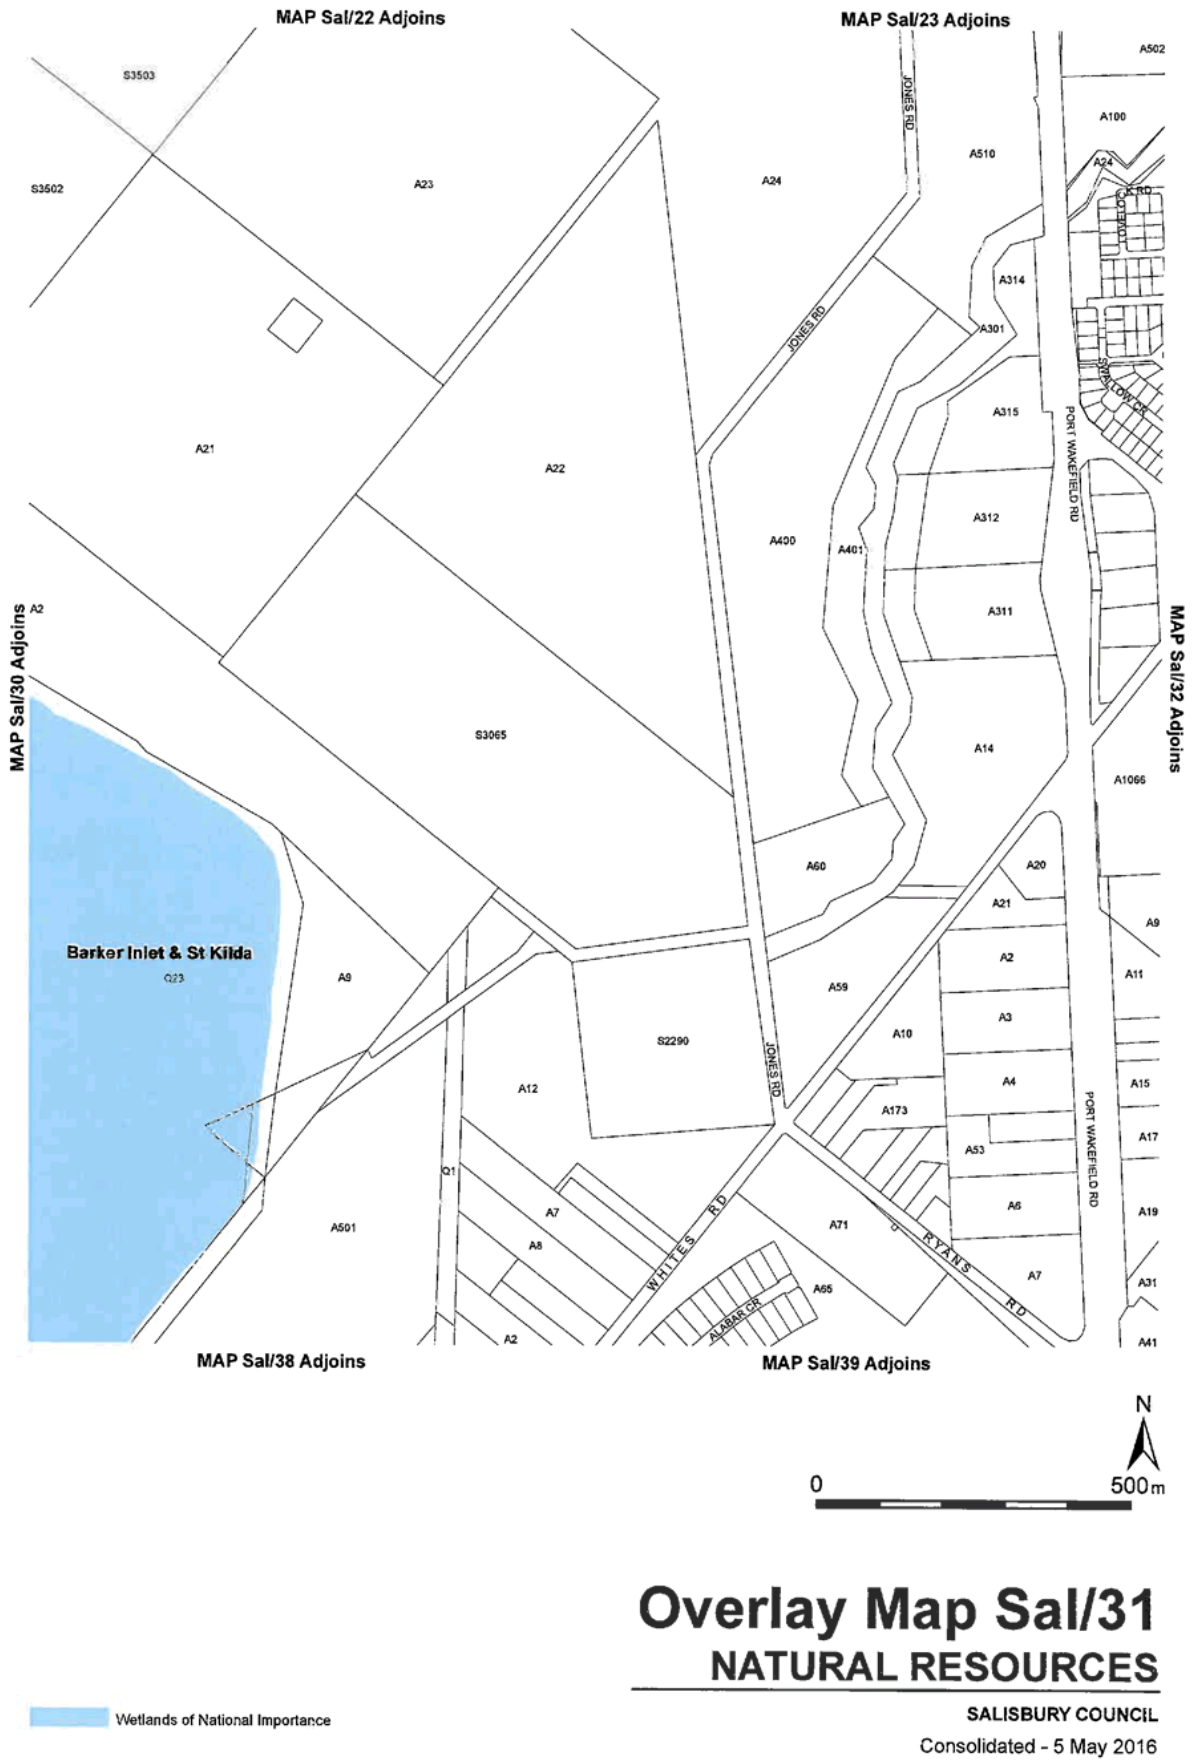 MAP Sal/22 Adjoins
MAP Sal/23 Adjoins
S3503
A502
JONES RD
A100
A510
A24
S3502
A23
A24
LOVELOCK RD
A314
JONES RD
A301
SWALLOW CR
A315
PORT WAKEFIELD RD
A21
A22
A312
A400
A401
A311
A2
MAP Sal/30 Adjoins
MAP Sal/32 Adjoins
S3065
A14
A1066
A60
A20
A21
A9
Barker Inlet & St Kilda
Q23
A9
A2
A11
A59
A3
A10
S2290
JONES RD
A12
A4
A15
A173
PORT WAKEFIELD RD
A53
A17
Q1
A501
A7
WHITES RD
A71
A6
A19
A8
RYANS RD
A7
A65
A31
ALABAR CR
A2
A41
MAP Sal/38 Adjoins
MAP Sal/39 Adjoins
N
0 500m
Overlay Map Sal/31
NATURAL RESOURCES
Wetlands of National Importance
SALISBURY COUNCIL
Consolidated - 5 May 2016